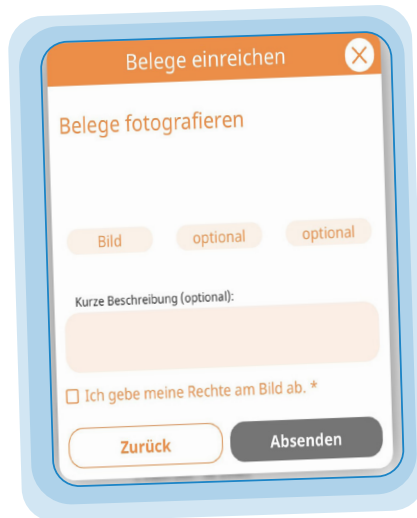 Belege einreichen
Belege fotografieren
Bild optional optional
Kurze Beschreibung (optional):
Ich gebe meine Rechte am Bild ab. *
Zurück Absenden